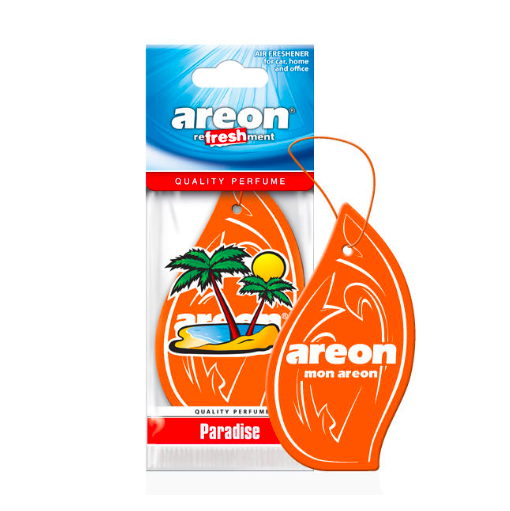 AIR FRESHENER
for car, home
and office
areon®
refreshment
QUALITY PERFUME
areon
QUALITY PERFUME
Paradise
areon
mon areon